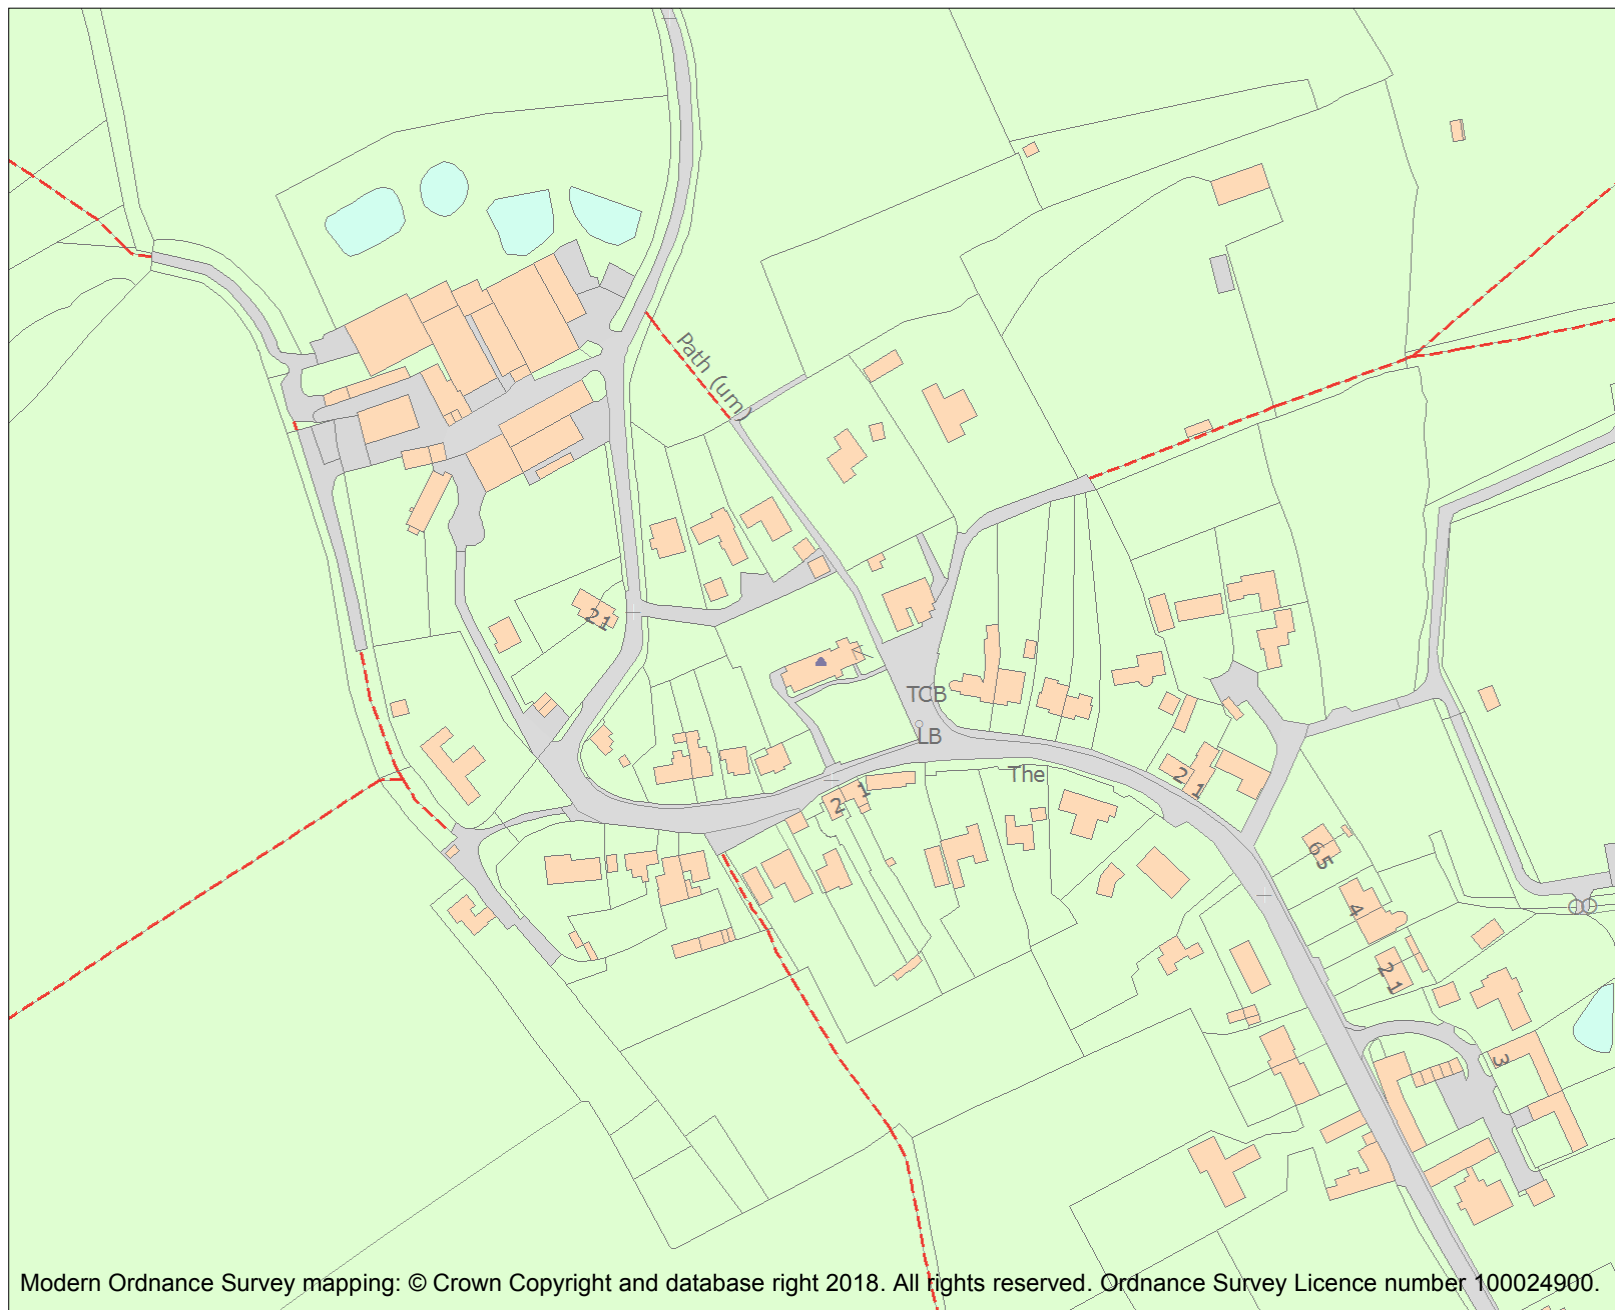 Path (um)
21
TCB
LB
The
2 1
2 1
6 5
4
2 1
3
Modern Ordnance Survey mapping: © Crown Copyright and database right 2018. All rights reserved. Ordnance Survey Licence number 100024900.